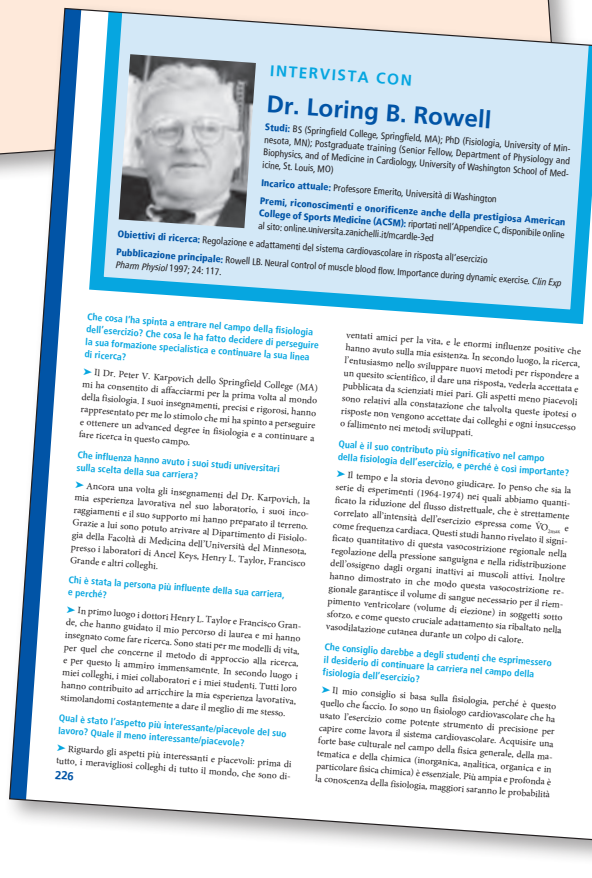 INTERVISTA CON
Dr. Loring B. Rowell
Studi: BS (Springfield College, Springfield, MA); PhD (Fisiologia, University of Min-
nesota, MN); Postgraduate training (Senior Fellow, Department of Physiology and
Biophysics, and of Medicine in Cardiology, University of Washington School of Med-
icine, St. Louis, MO)
Incarico attuale: Professore Emerito, Università di Washington
Premi, riconoscimenti e onorificenze anche della prestigiosa American
College of Sports Medicine (ACSM): riportati nell'Appendice C, disponibile online
al sito: online.universita.zanichelli.it/mcardle-3ed
Obiettivi di ricerca: Regolazione e adattamenti del sistema cardiovascolare in risposta all'esercizio
Pubblicazione principale: Rowell LB. Neural control of muscle blood flow. Importance during dynamic exercise. Clin Exp
Pharm Physiol 1997; 24: 117.
Che cosa l'ha spinta a entrare nel campo della fisiologia
dell'esercizio? Che cosa le ha fatto decidere di perseguire
la sua formazione specialistica e continuare la sua linea
di ricerca?
➤ Il Dr. Peter V. Karpovich dello Springfield College (MA)
mi ha consentito di affacciarmi per la prima volta al mondo
della fisiologia. I suoi insegnamenti, precisi e rigorosi, hanno
rappresentato per me lo stimolo che mi ha spinto a perseguire
e ottenere un advanced degree in fisiologia e a continuare a
fare ricerca in questo campo.
Che influenza hanno avuto i suoi studi universitari
sulla scelta della sua carriera?
➤ Ancora una volta gli insegnamenti del Dr. Karpovich, la
mia esperienza lavorativa nel suo laboratorio, i suoi inco-
raggiamenti e il suo supporto mi hanno preparato il terreno.
Grazie a lui sono potuto arrivare al Dipartimento di Fisiolo-
gia della Facoltà di Medicina dell'Università del Minnesota,
presso i laboratori di Ancel Keys, Henry L. Taylor, Francisco
Grande e altri colleghi.
Chi è stata la persona più influente della sua carriera,
e perché?
➤ In primo luogo i dottori Henry L. Taylor e Francisco Gran-
de, che hanno guidato il mio percorso di laurea e mi hanno
insegnato come fare ricerca. Sono stati per me modelli di vita,
per quel che concerne il metodo di approccio alla ricerca,
e per questo li ammiro immensamente. In secondo luogo i
miei colleghi, i miei collaboratori e i miei studenti. Tutti loro
hanno contribuito ad arricchire la mia esperienza lavorativa,
stimolandomi costantemente a dare il meglio di me stesso.
Qual è stato l'aspetto più interessante/piacevole del suo
lavoro? Quale il meno interessante/piacevole?
➤ Riguardo gli aspetti più interessanti e piacevoli: prima di
tutto, i meravigliosi colleghi di tutto il mondo, che sono di-
226
ventati amici per la vita, e le enormi influenze positive che
hanno avuto sulla mia esistenza. In secondo luogo, la ricerca,
l'entusiasmo nello sviluppare nuovi metodi per rispondere a
un quesito scientifico, il dare una risposta, vederla accettata e
pubblicata da scienziati miei pari. Gli aspetti meno piacevoli
sono relativi alla constatazione che talvolta queste ipotesi o
risposte non vengono accettate dai colleghi e ogni insuccesso
o fallimento nei metodi sviluppati.
Qual è il suo contributo più significativo nel campo
della fisiologia dell'esercizio, e perché è così importante?
➤ Il tempo e la storia devono giudicare. Io penso che sia la
serie di esperimenti (1964-1974) nei quali abbiamo quanti-
ficato la riduzione del flusso distrettuale, che è strettamente
correlato all'intensità dell'esercizio espressa come V̇O₂max e
come frequenza cardiaca. Questi studi hanno rivelato il signi-
ficato quantitativo di questa vasocostrizione regionale nella
regolazione della pressione sanguigna e nella ridistribuzione
dell'ossigeno dagli organi inattivi ai muscoli attivi. Inoltre
hanno dimostrato in che modo questa vasocostrizione re-
gionale garantisce il volume di sangue necessario per il riem-
pimento ventricolare (volume di eiezione) in soggetti sotto
sforzo, e come questo cruciale adattamento sia ribaltato nella
vasodilatazione cutanea durante un colpo di calore.
Che consiglio darebbe a degli studenti che esprimessero
il desiderio di continuare la carriera nel campo della
fisiologia dell'esercizio?
➤ Il mio consiglio si basa sulla fisiologia, perché è questo
quello che faccio. Io sono un fisiologo cardiovascolare che ha
usato l'esercizio come potente strumento di precisione per
capire come lavora il sistema cardiovascolare. Acquisire una
forte base culturale nel campo della fisica generale, della ma-
tematica e della chimica (inorganica, analitica, organica e in
particolare fisica chimica) è essenziale. Più ampia e profonda è
la conoscenza della fisiologia, maggiori saranno le probabilità